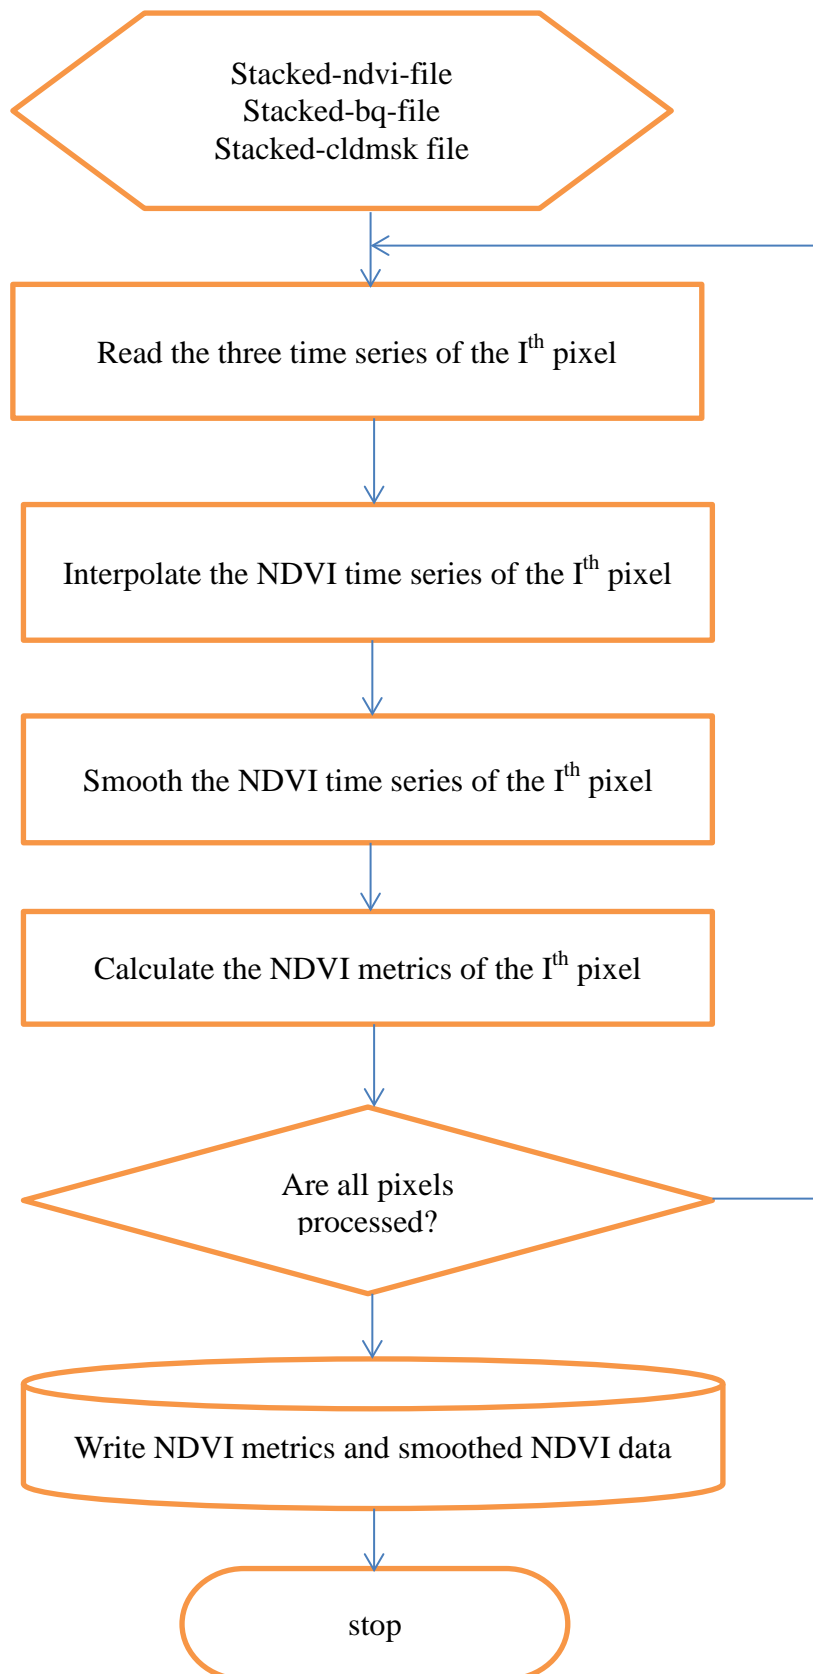 Stacked-ndvi-file
Stacked-bq-file
Stacked-cldmsk file
Read the three time series of the Ith pixel
Interpolate the NDVI time series of the Ith pixel
Smooth the NDVI time series of the Ith pixel
Calculate the NDVI metrics of the Ith pixel
Are all pixels
processed?
Write NDVI metrics and smoothed NDVI data
stop